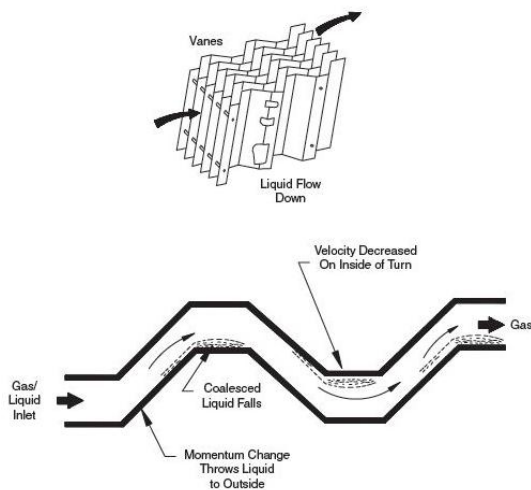 Vanes
Liquid Flow
Down
Velocity Decreased
On Inside of Turn
Gas
Gas/
Liquid
Inlet
Coalesced
Liquid Falls
Momentum Change
Throws Liquid
to Outside